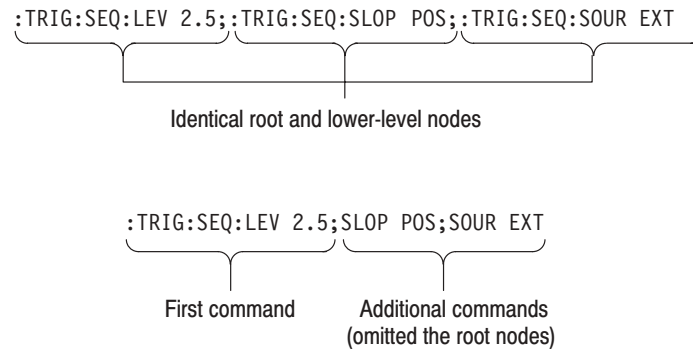 :TRIG:SEQ:LEV 2.5;:TRIG:SEQ:SLOP POS;:TRIG:SEQ:SOUR EXT
Identical root and lower-level nodes
:TRIG:SEQ:LEV 2.5;SLOP POS;SOUR EXT
First command
Additional commands
(omitted the root nodes)